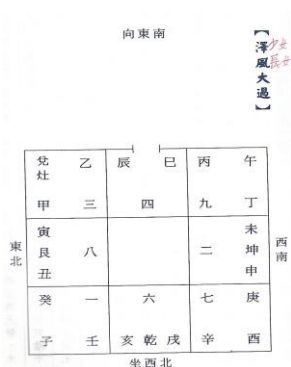 向東南
【澤風大過】
少女
長女
兌 乙 辰 巳 丙 午
灶
甲 三 四 九 丁
寅 未
東北 艮 八 二 坤 西南
丑 申
癸 一 六 七 庚
子 壬 亥 乾 戌 辛 酉
坐西北